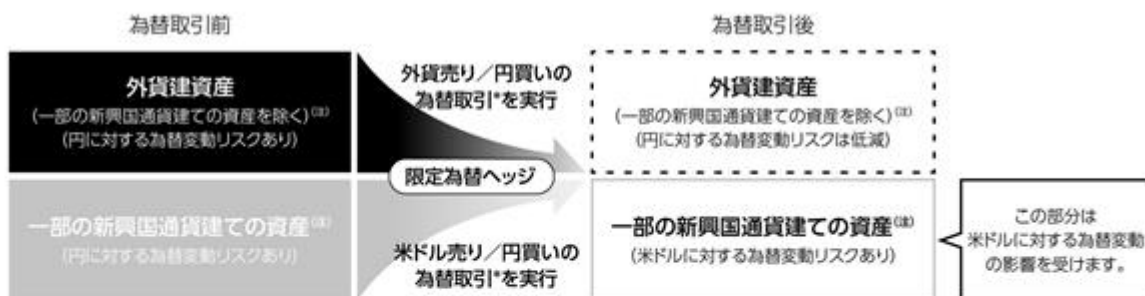 為替取引前
為替取引後
外貨建資産
(一部の新興国通貨建ての資産を除く)(注)
(円に対する為替変動リスクあり)
外貨売り／円買いの
為替取引*を実行
外貨建資産
(一部の新興国通貨建ての資産を除く)(注)
(円に対する為替変動リスクは低減)
限定為替ヘッジ
一部の新興国通貨建ての資産(注)
(円に対する為替変動リスクあり)
米ドル売り／円買いの
為替取引*を実行
一部の新興国通貨建ての資産(注)
(米ドルに対する為替変動リスクあり)
この部分は
米ドルに対する為替変動
の影響を受けます。